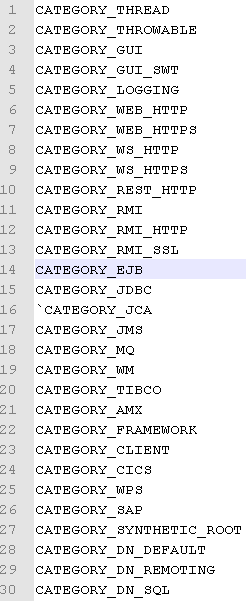 1 CATEGORY_THREAD
2 CATEGORY_THROWABLE
3 CATEGORY_GUI
4 CATEGORY_GUI_SWT
5 CATEGORY_LOGGING
6 CATEGORY_WEB_HTTP
7 CATEGORY_WEB_HTTPS
8 CATEGORY_WS_HTTP
9 CATEGORY_WS_HTTPS
10 CATEGORY_REST_HTTP
11 CATEGORY_RMI
12 CATEGORY_RMI_HTTP
13 CATEGORY_RMI_SSL
14 CATEGORY_EJB
15 CATEGORY_JDBC
16 `CATEGORY_JCA
17 CATEGORY_JMS
18 CATEGORY_MQ
19 CATEGORY_WM
20 CATEGORY_TIBCO
21 CATEGORY_AMX
22 CATEGORY_FRAMEWORK
23 CATEGORY_CLIENT
24 CATEGORY_CICS
25 CATEGORY_WPS
26 CATEGORY_SAP
27 CATEGORY_SYNTHETIC_ROOT
28 CATEGORY_DN_DEFAULT
29 CATEGORY_DN_REMOTING
30 CATEGORY_DN_SQL